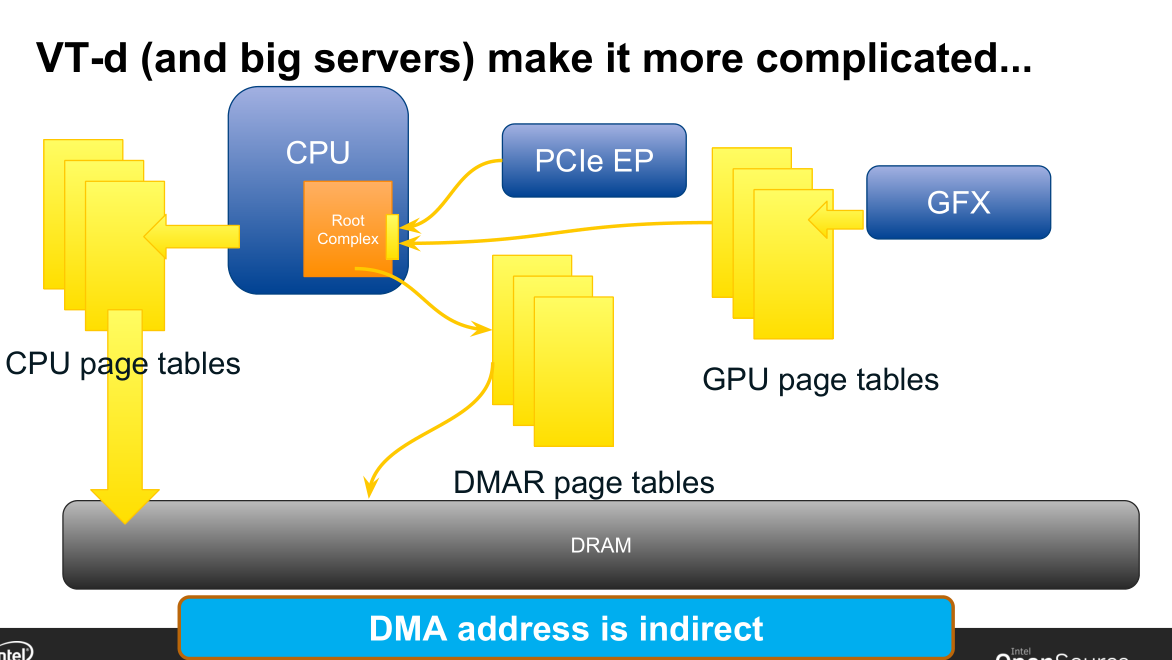 VT-d (and big servers) make it more complicated...
CPU
PCIe EP
GFX
Root
Complex
CPU page tables
GPU page tables
DMAR page tables
DRAM
DMA address is indirect
Intel